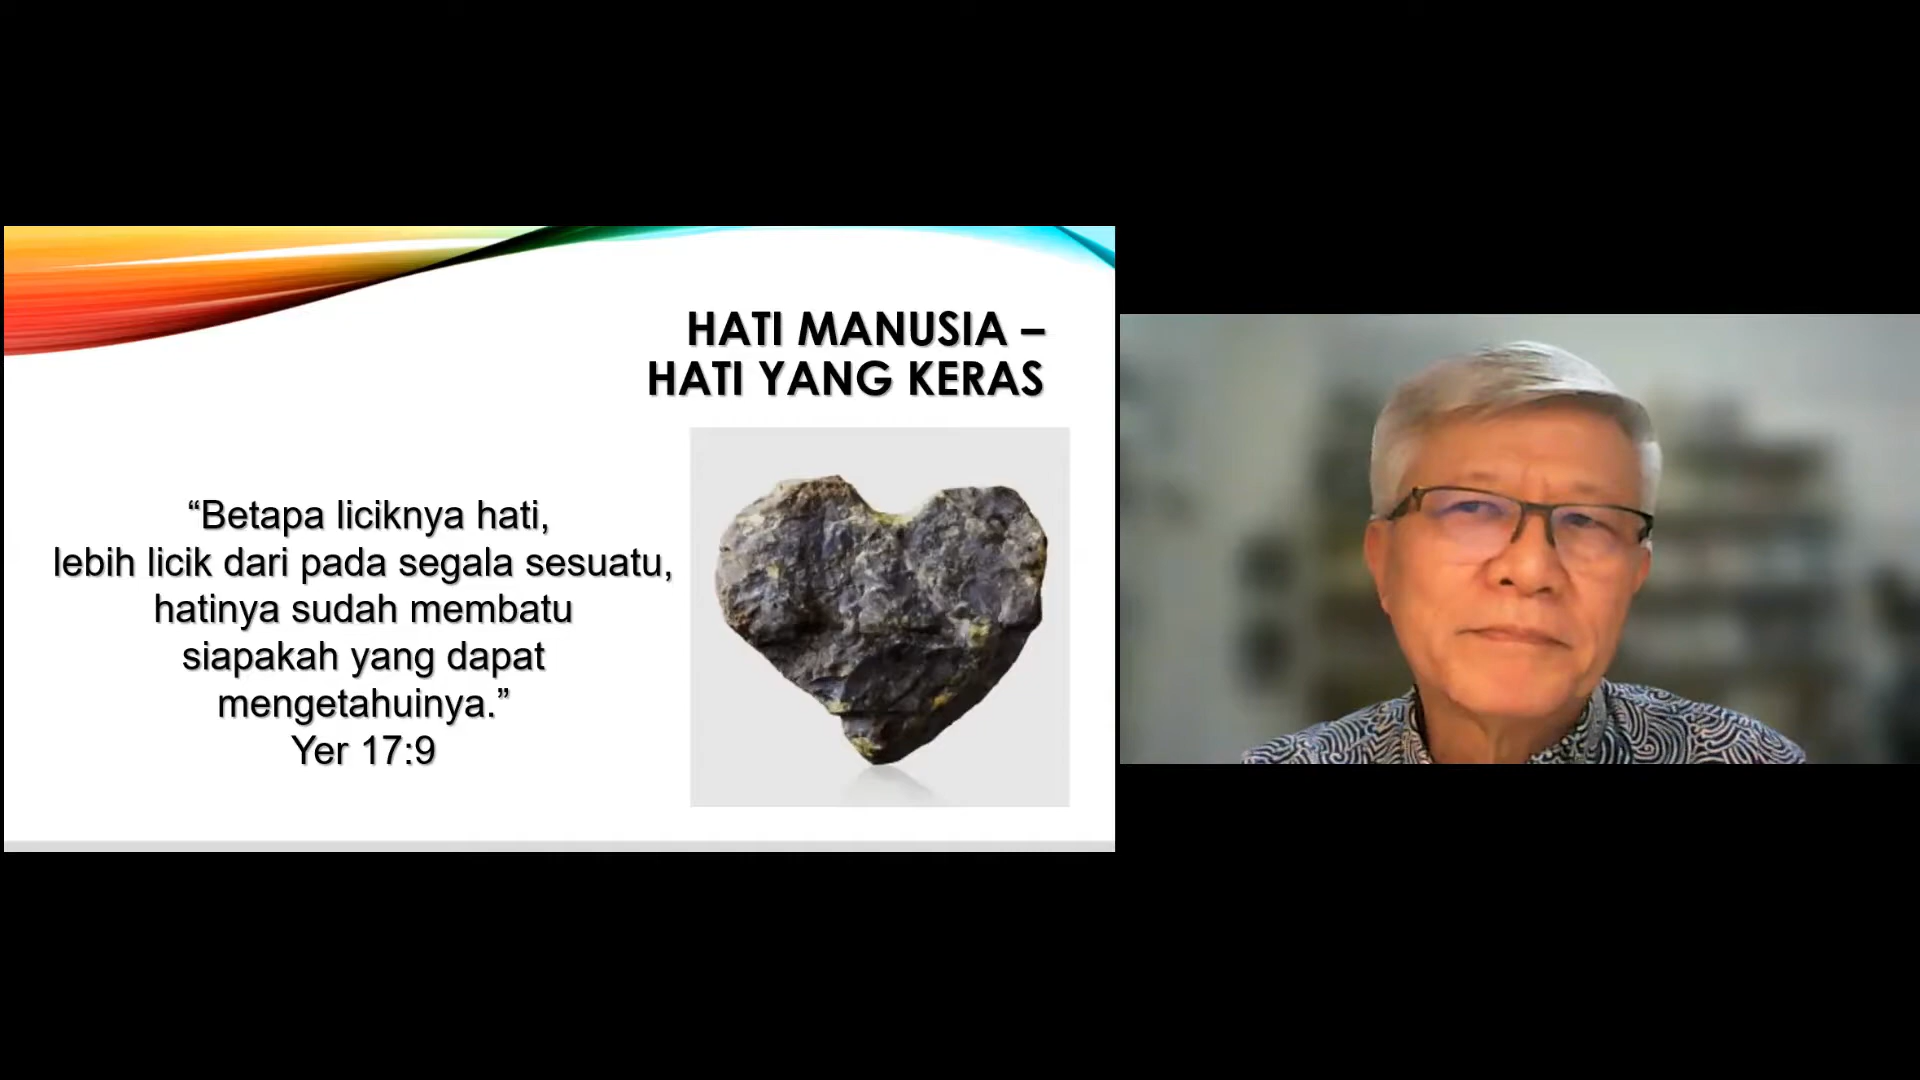 HATI MANUSIA –
HATI YANG KERAS
“Betapa liciknya hati,
lebih licik dari pada segala sesuatu,
hatinya sudah membatu
siapakah yang dapat
mengetahuinya.”
Yer 17:9